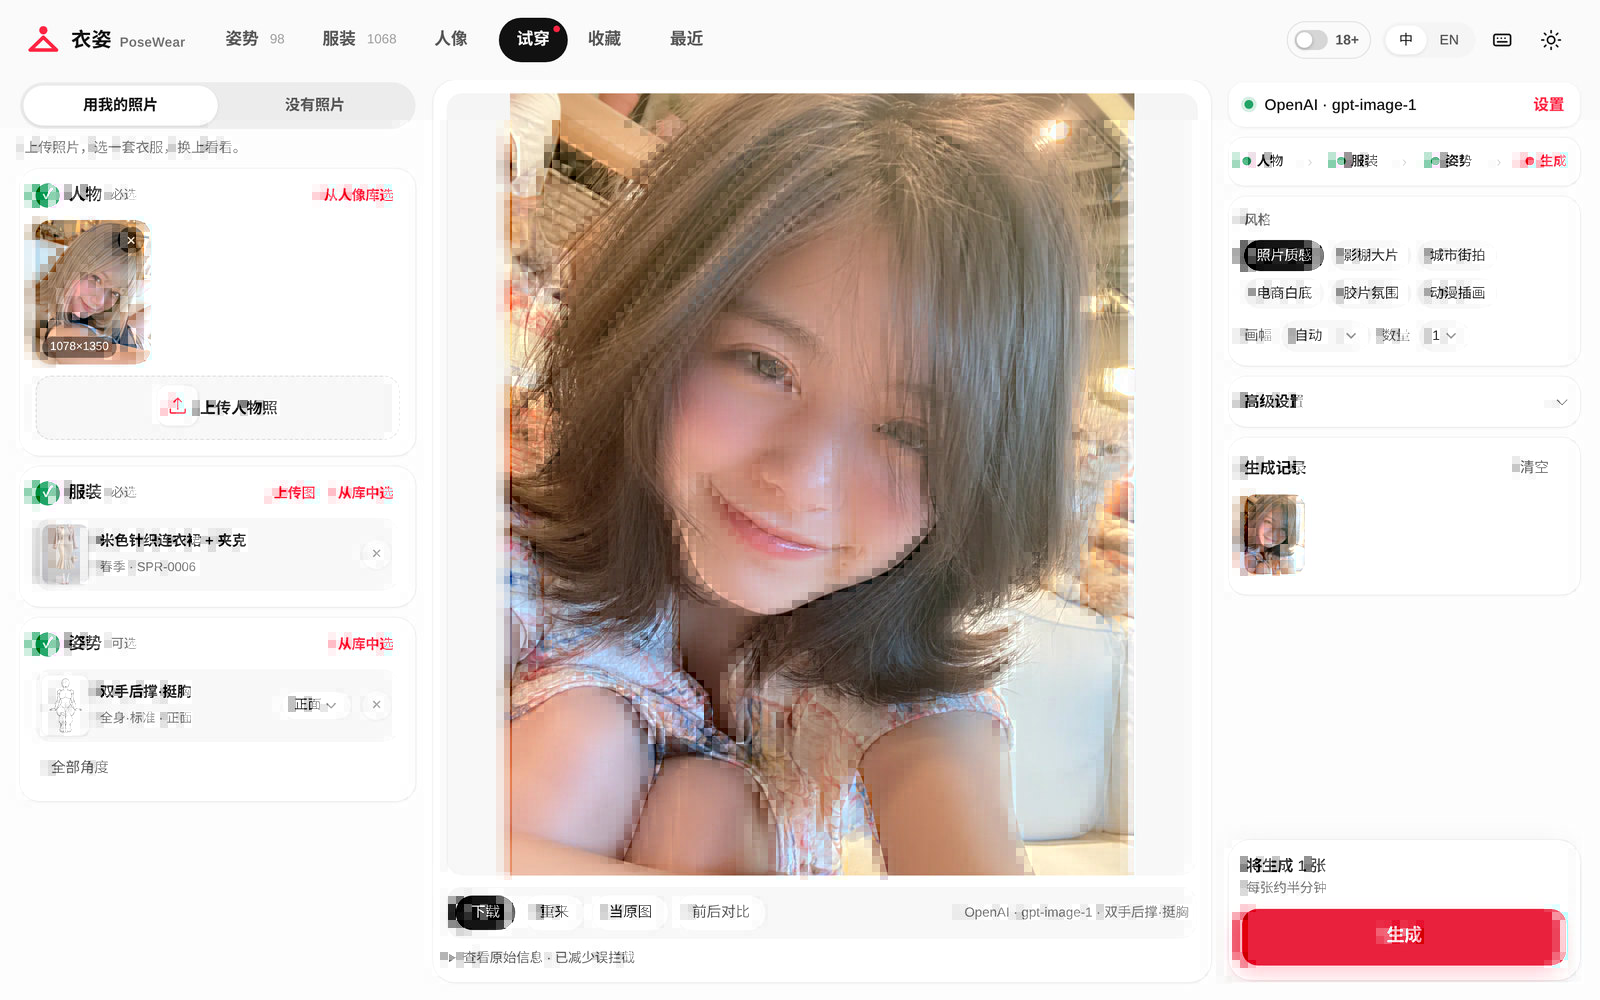 衣姿 PoseWear
姿势 98
服装 1068
人像
试穿
收藏
最近
18+
中
EN
用我的照片
没有照片
上传照片，选一套衣服，换上看看。
人物 必选
从人像库选
1078×1350
上传人物照
服装 必选
上传图
从库中选
米色针织连衣裙 + 夹克
春季 · SPR-0006
姿势 可选
从库中选
双手后撑·挺胸
全身·标准 · 正面
正面
全部角度
下载
重来
当原图
前后对比
OpenAI · gpt-image-1 · 双手后撑·挺胸
查看原始信息 · 已减少误拦截
OpenAI · gpt-image-1
设置
人物
服装
姿势
生成
风格
照片质感
影棚大片
城市街拍
电商白底
胶片氛围
动漫插画
画幅
自动
数量
1
高级设置
生成记录
清空
将生成 1 张
每张约半分钟
生成